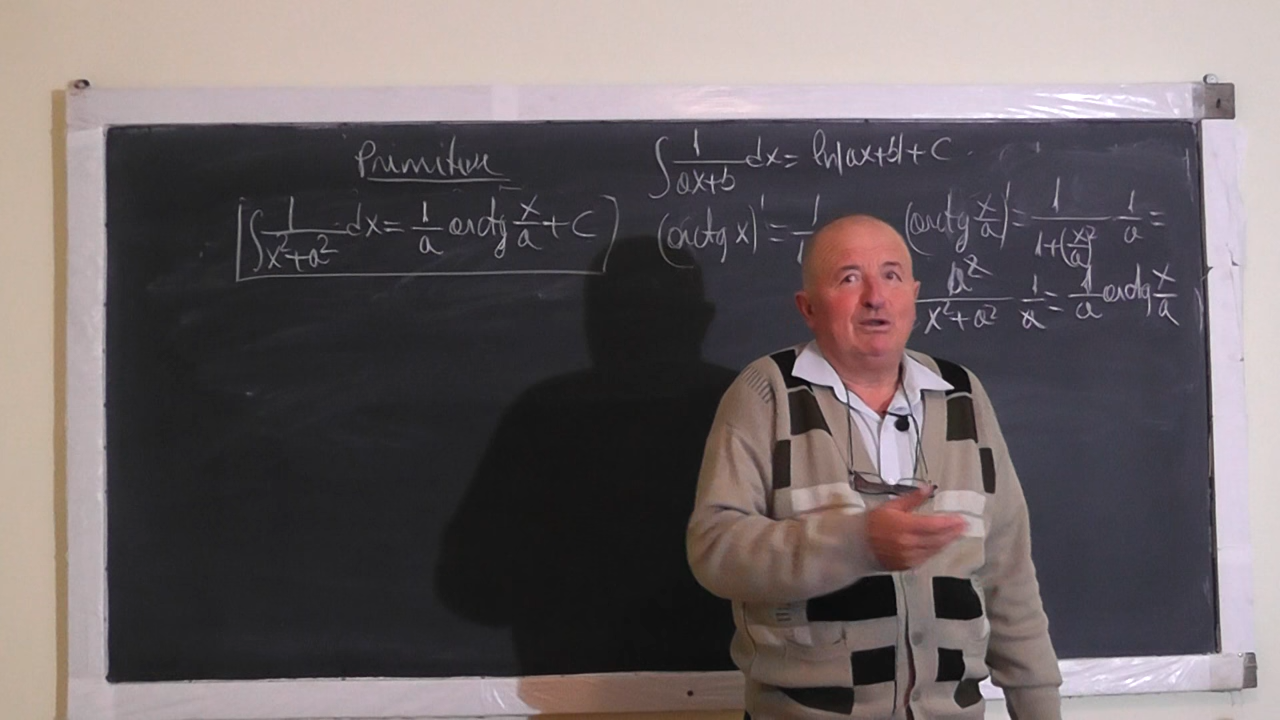 Primitive
∫ 1/(x²+a²) dx = 1/a arctg x/a + C
∫ 1/(ax+b) dx = ln|ax+b| + C
(arctg x)' = 1/
(arctg x/a)' = 1/(1+(x/a)²) 1/a =
a²/(x²+a²) 1/a = 1/a arctg x/a